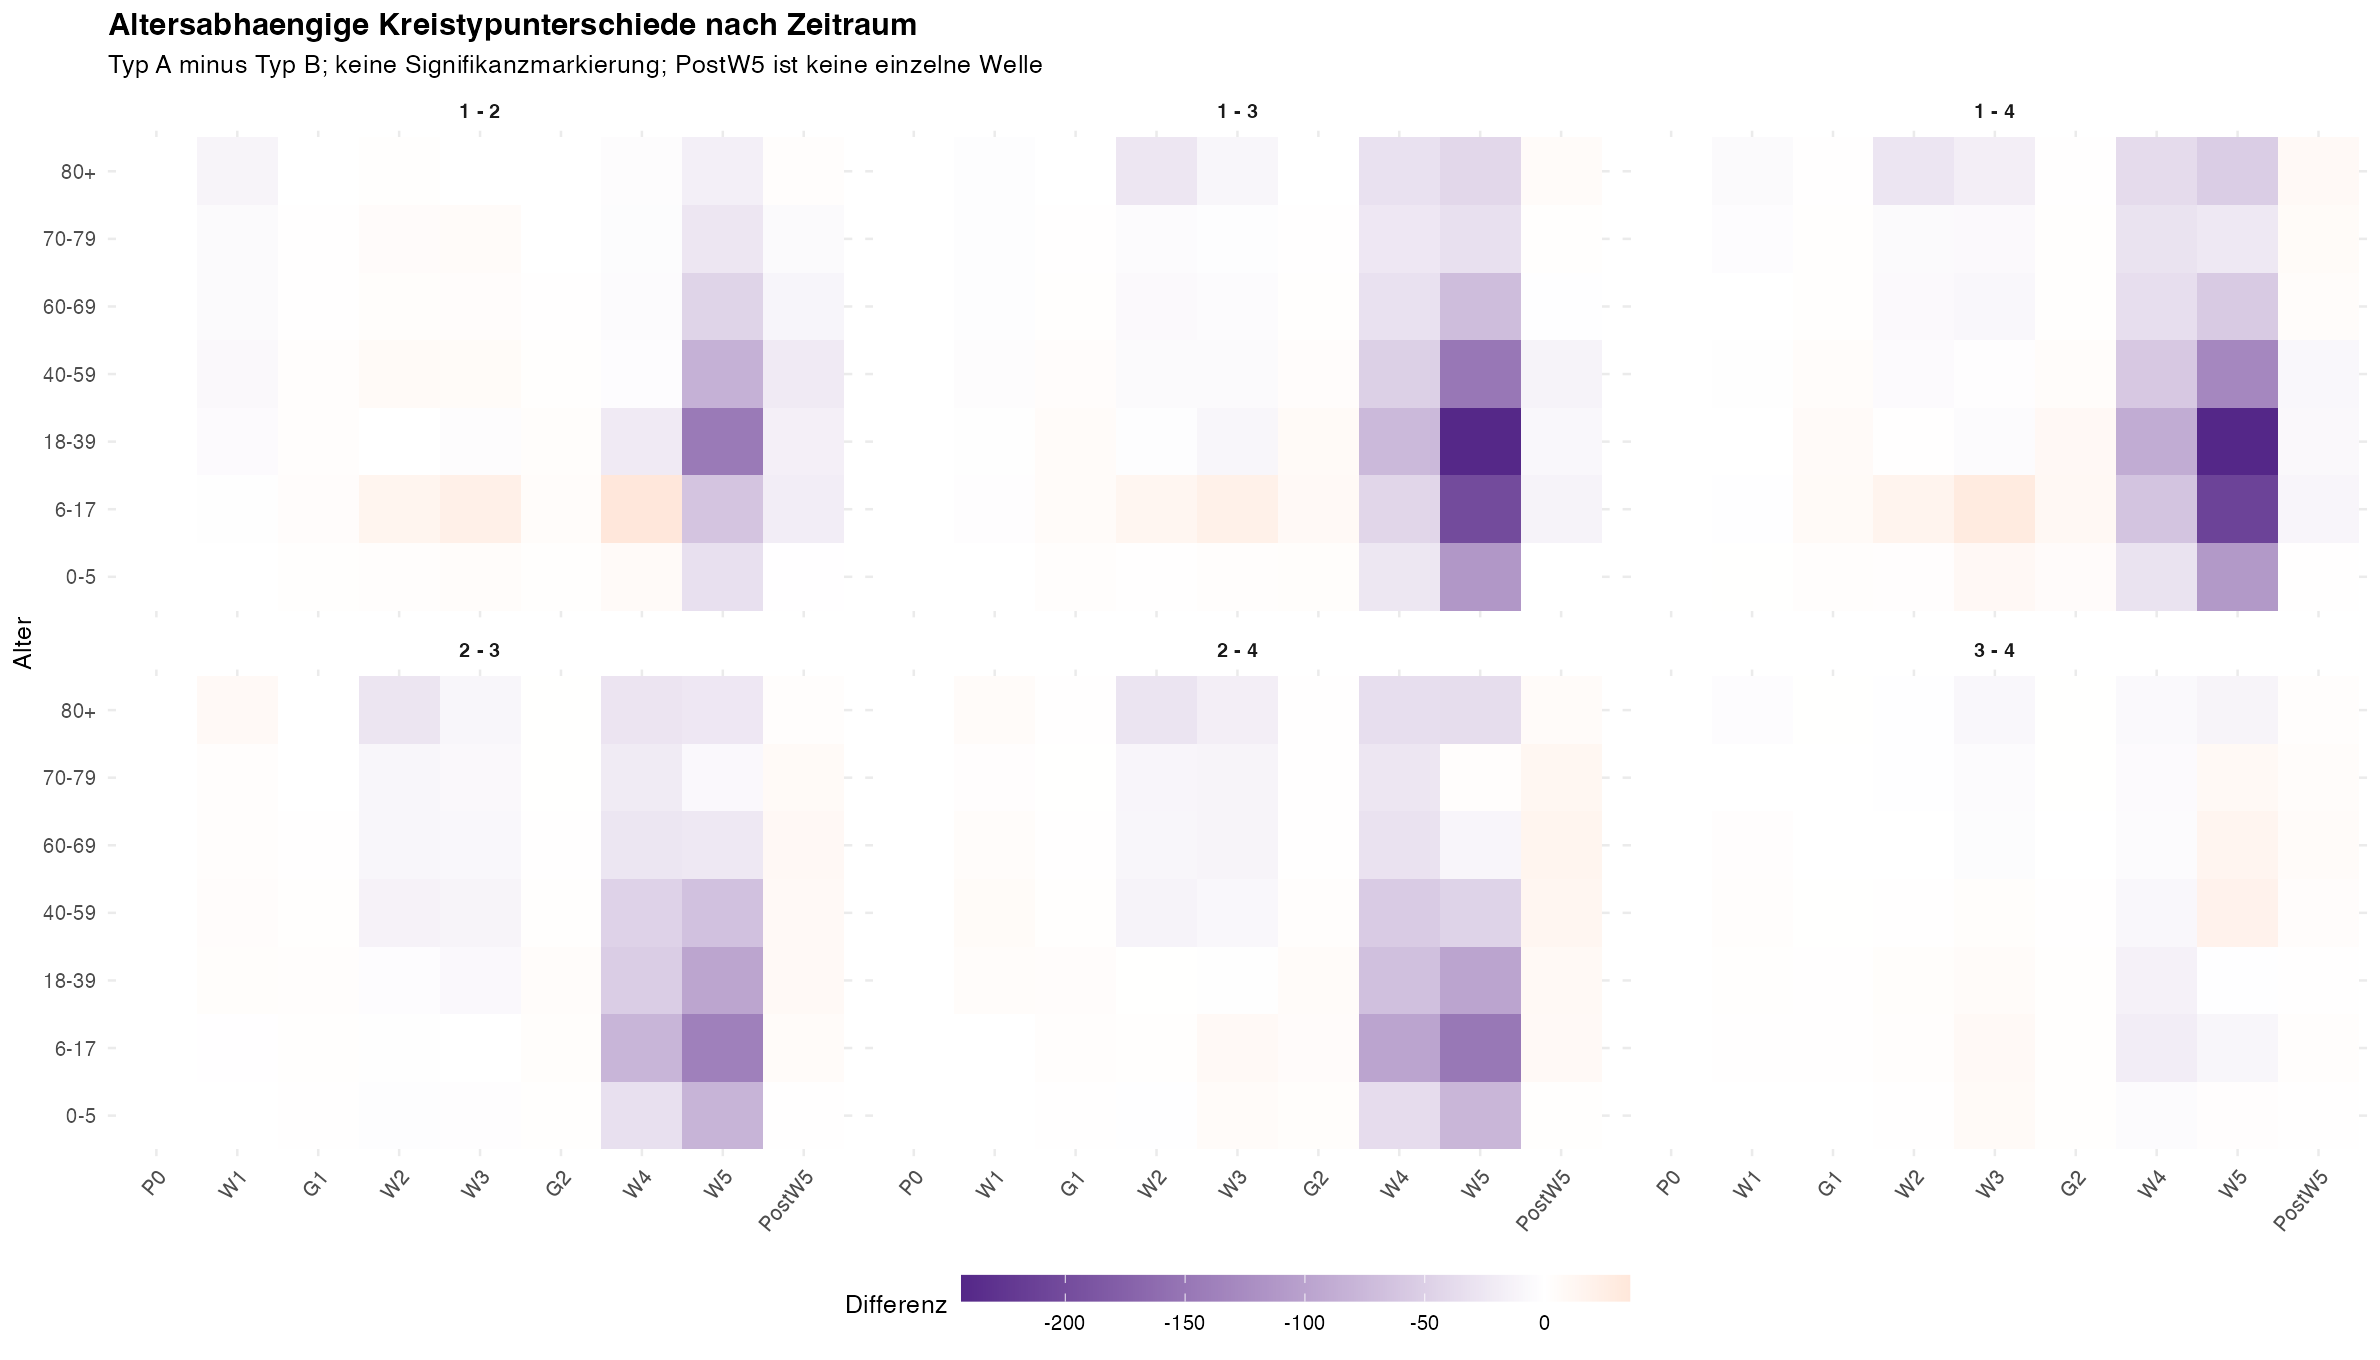 Altersabhaengige Kreistypunterschiede nach Zeitraum
Typ A minus Typ B; keine Signifikanzmarkierung; PostW5 ist keine einzelne Welle
1 - 2
1 - 3
1 - 4
80+
70-79
60-69
40-59
18-39
6-17
0-5
Alter
2 - 3
2 - 4
3 - 4
80+
70-79
60-69
40-59
18-39
6-17
0-5
P0 W1 G1 W2 W3 G2 W4 W5 PostW5
P0 W1 G1 W2 W3 G2 W4 W5 PostW5
P0 W1 G1 W2 W3 G2 W4 W5 PostW5
Differenz
-200 -150 -100 -50 0